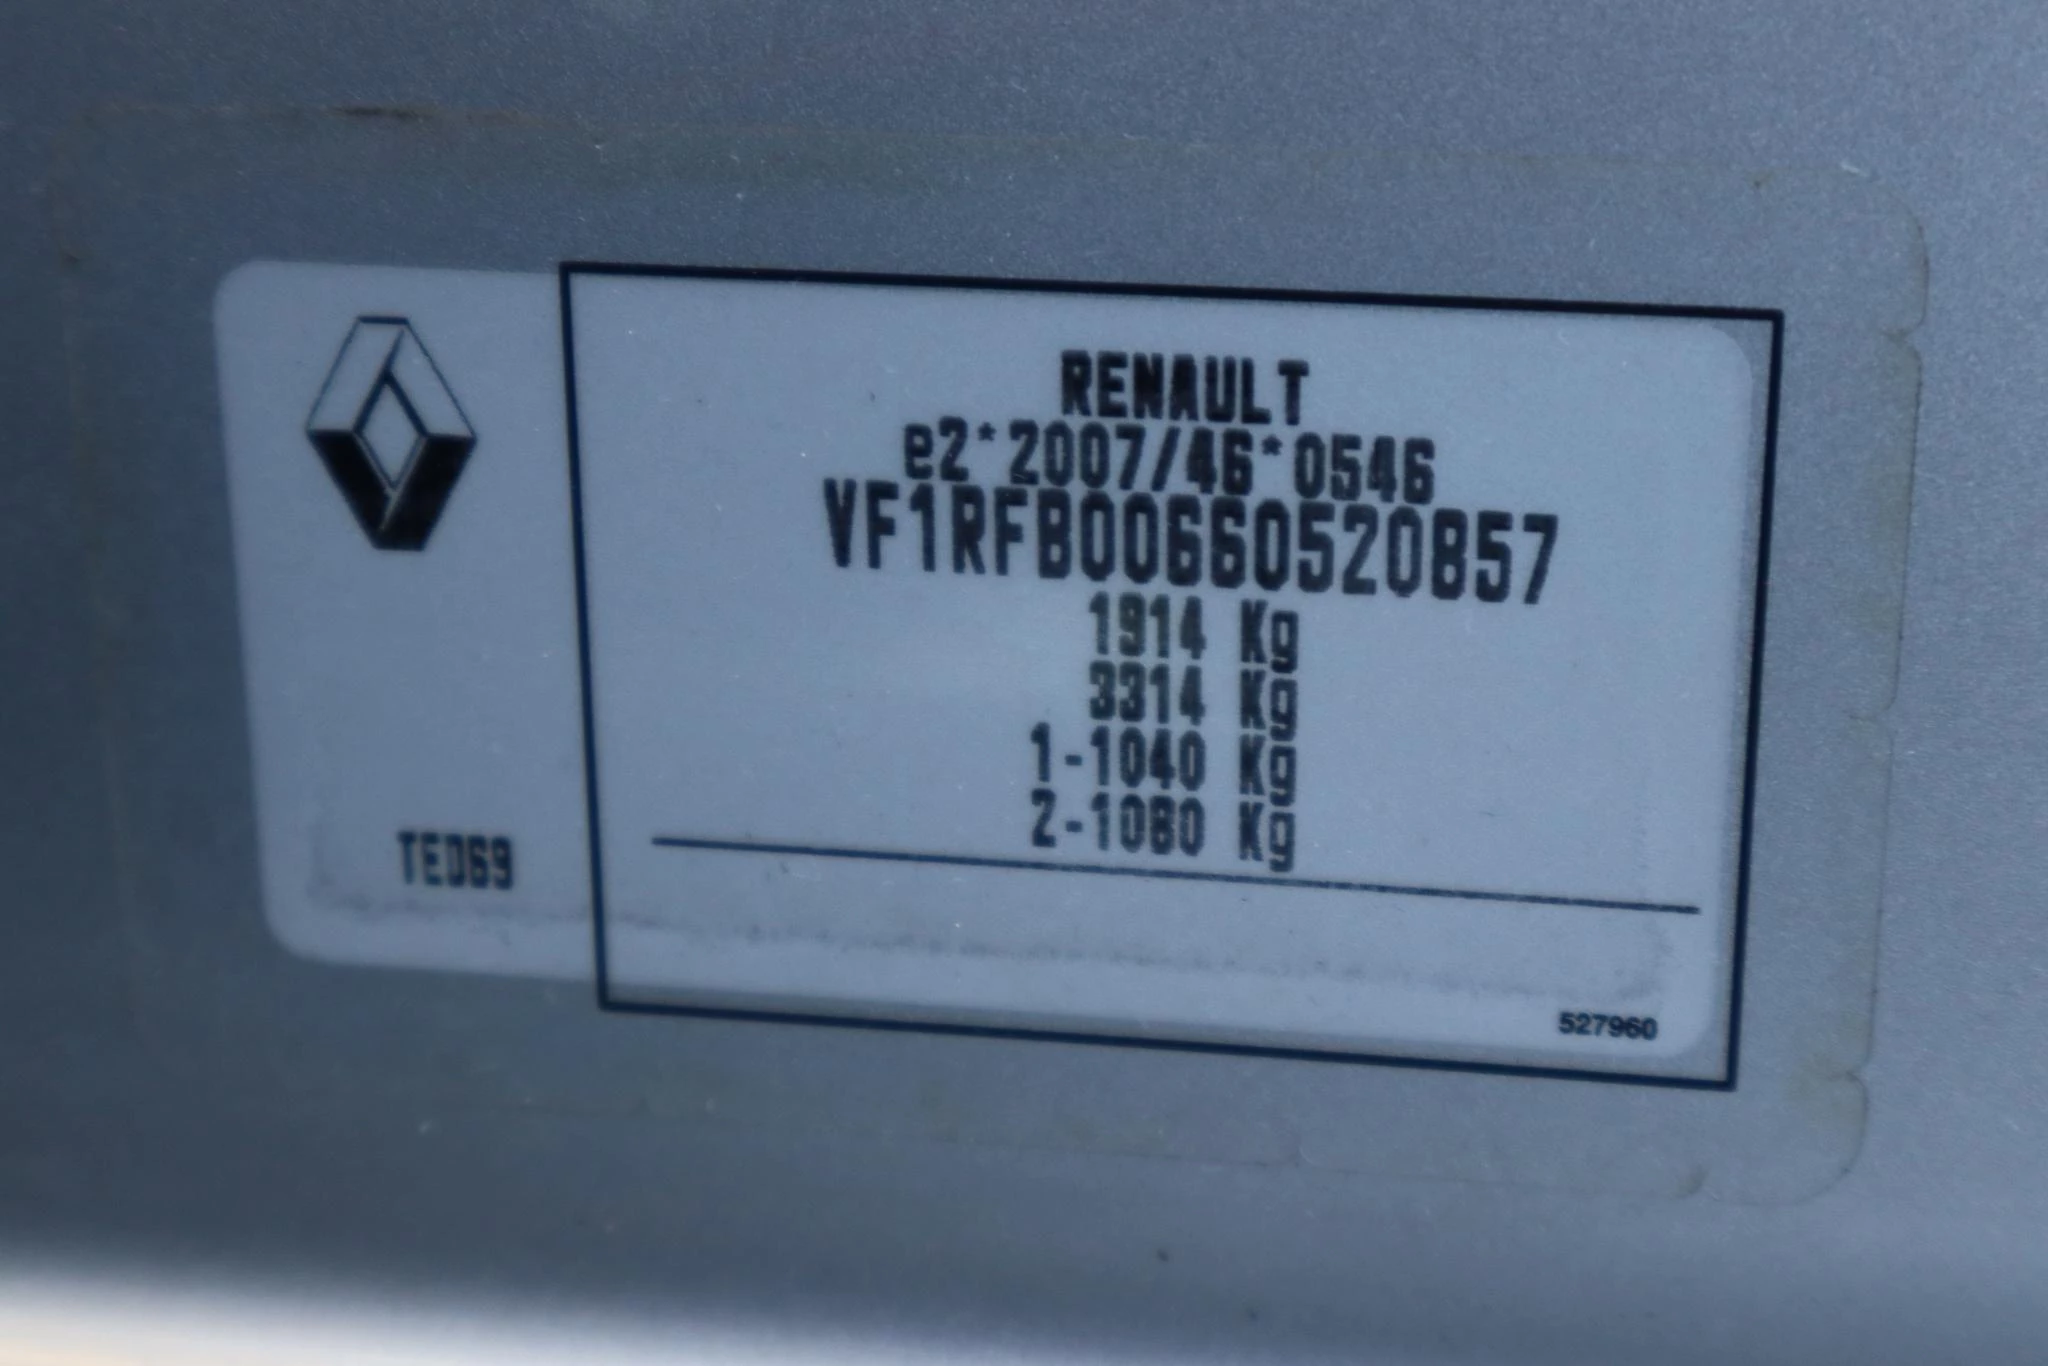 RENAULT
e2*2007/46*0546
VF1RFB00660520857
1914 Kg
3314 Kg
1-1040 Kg
2-1080 Kg
TED69
527960